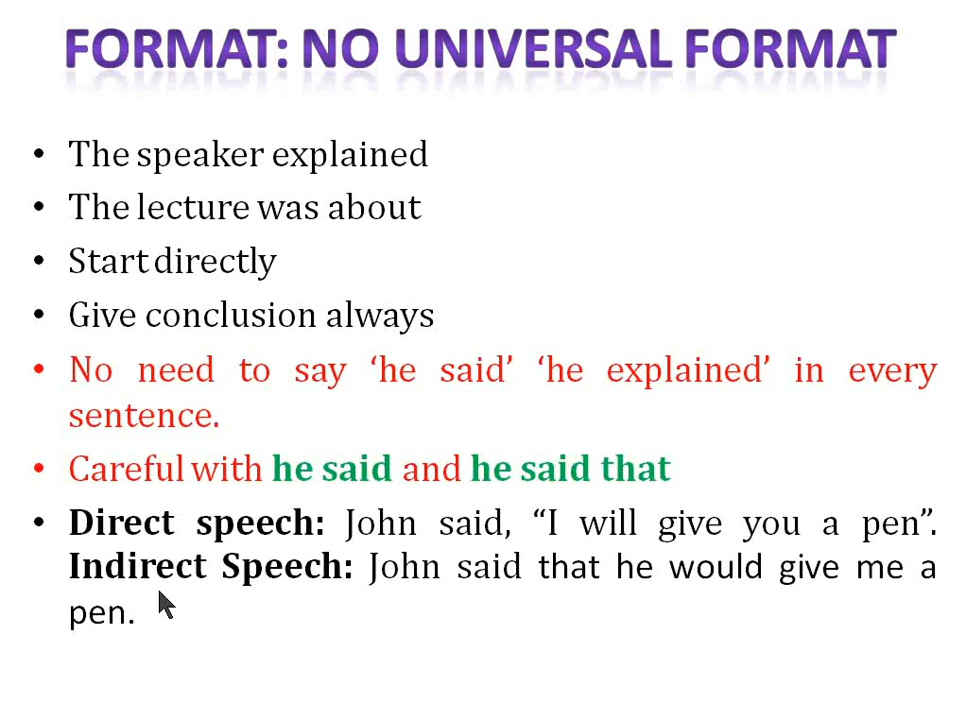 FORMAT: NO UNIVERSAL FORMAT
• The speaker explained
• The lecture was about
• Start directly
• Give conclusion always
• No need to say ‘he said’ ‘he explained’ in every
sentence.
• Careful with he said and he said that
• Direct speech: John said, “I will give you a pen”.
Indirect Speech: John said that he would give me a
pen.